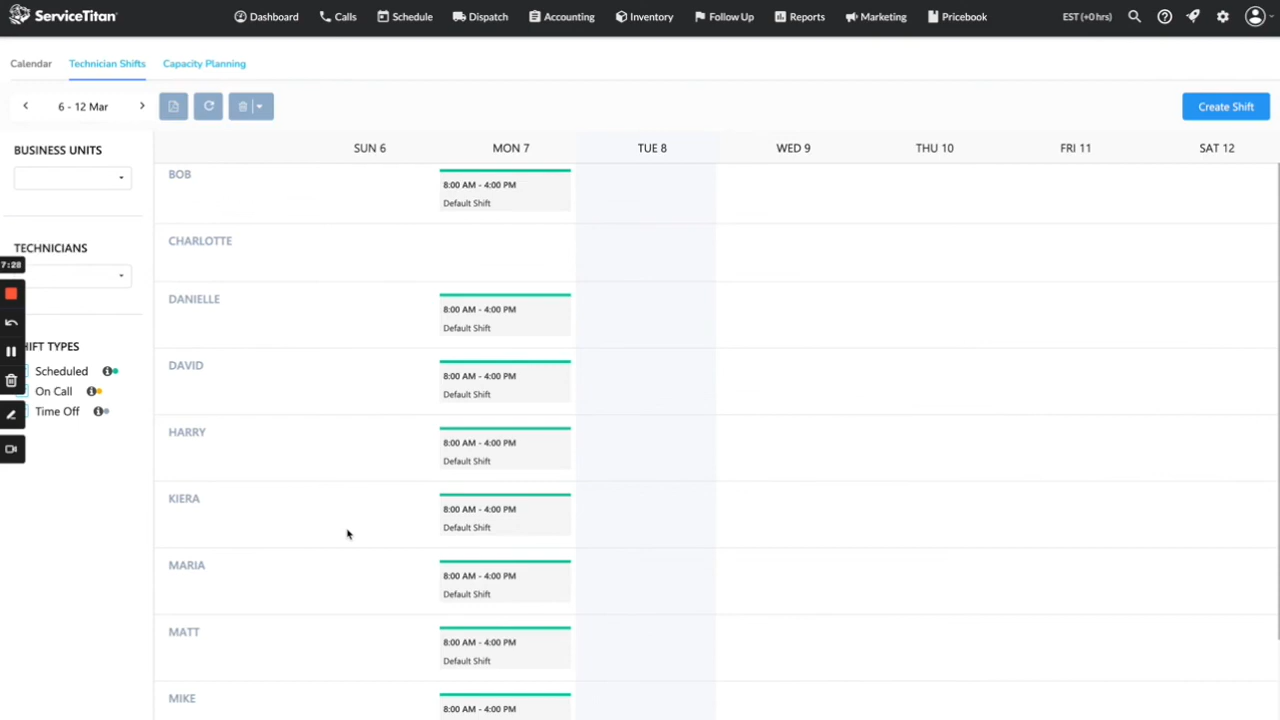 ServiceTitan
Dashboard Calls Schedule Dispatch Accounting Inventory Follow Up Reports Marketing Pricebook EST (+0 hrs)
Calendar Technician Shifts Capacity Planning
6 - 12 Mar Create Shift
BUSINESS UNITS
SUN 6 MON 7 TUE 8 WED 9 THU 10 FRI 11 SAT 12
BOB
8:00 AM - 4:00 PM
Default Shift
CHARLOTTE
TECHNICIANS
7:28
DANIELLE
8:00 AM - 4:00 PM
Default Shift
HIFT TYPES
Scheduled
On Call
Time Off
DAVID
8:00 AM - 4:00 PM
Default Shift
HARRY
8:00 AM - 4:00 PM
Default Shift
KIERA
8:00 AM - 4:00 PM
Default Shift
MARIA
8:00 AM - 4:00 PM
Default Shift
MATT
8:00 AM - 4:00 PM
Default Shift
MIKE
8:00 AM - 4:00 PM